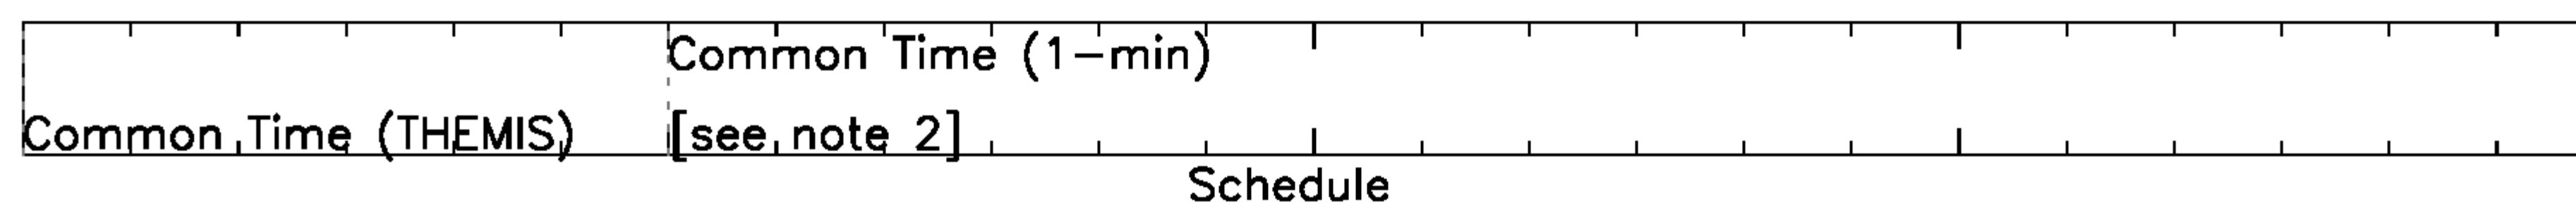 Common Time (1-min)
Common Time (THEMIS) [see note 2]
Schedule